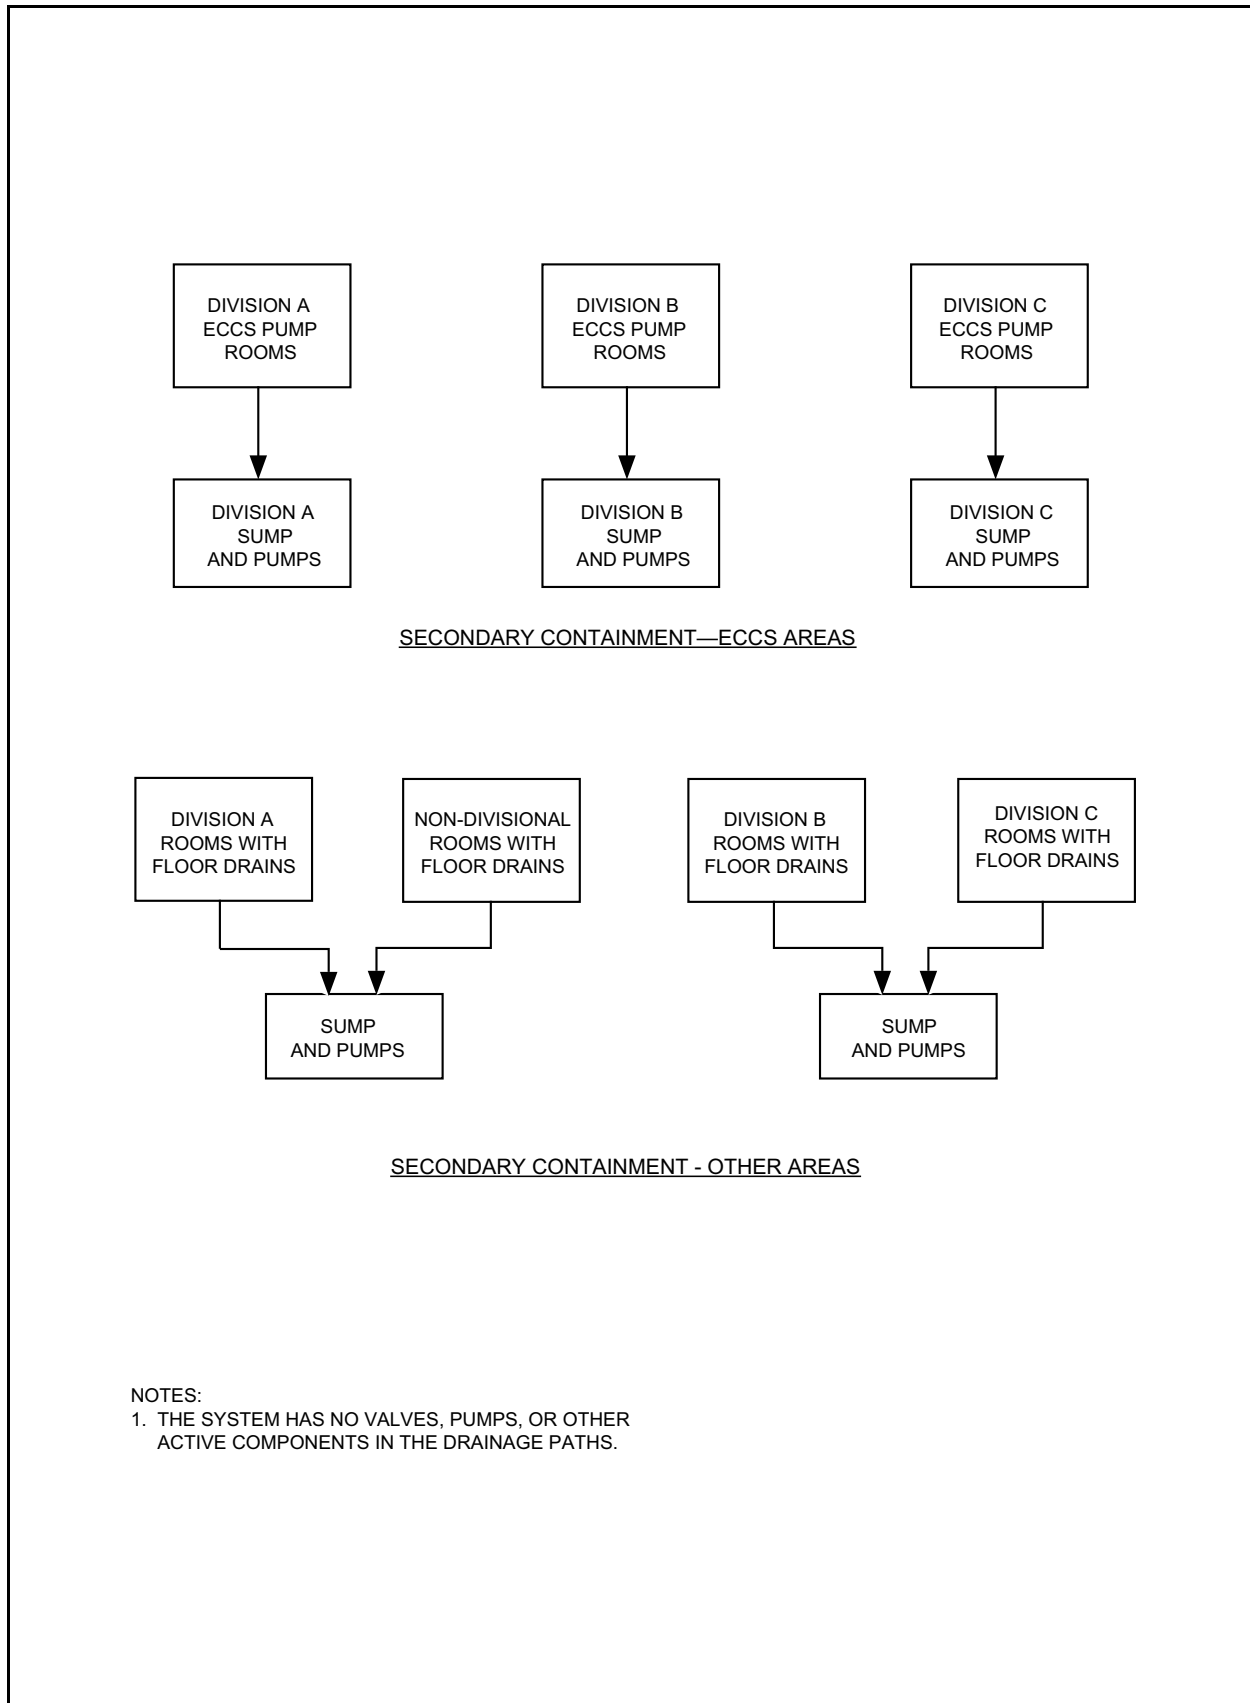 DIVISION A
ECCS PUMP
ROOMS
DIVISION B
ECCS PUMP
ROOMS
DIVISION C
ECCS PUMP
ROOMS
DIVISION A
SUMP
AND PUMPS
DIVISION B
SUMP
AND PUMPS
DIVISION C
SUMP
AND PUMPS
SECONDARY CONTAINMENT—ECCS AREAS
DIVISION A
ROOMS WITH
FLOOR DRAINS
NON-DIVISIONAL
ROOMS WITH
FLOOR DRAINS
DIVISION B
ROOMS WITH
FLOOR DRAINS
DIVISION C
ROOMS WITH
FLOOR DRAINS
SUMP
AND PUMPS
SUMP
AND PUMPS
SECONDARY CONTAINMENT - OTHER AREAS
NOTES:
1. THE SYSTEM HAS NO VALVES, PUMPS, OR OTHER
ACTIVE COMPONENTS IN THE DRAINAGE PATHS.